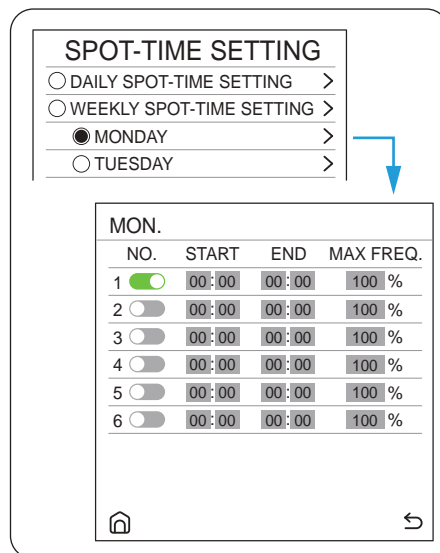 SPOT-TIME SETTING
DAILY SPOT-TIME SETTING >
WEEKLY SPOT-TIME SETTING >
MONDAY >
TUESDAY >
MON.
NO. START END MAX FREQ.
1 00:00 00:00 100 %
2 00:00 00:00 100 %
3 00:00 00:00 100 %
4 00:00 00:00 100 %
5 00:00 00:00 100 %
6 00:00 00:00 100 %